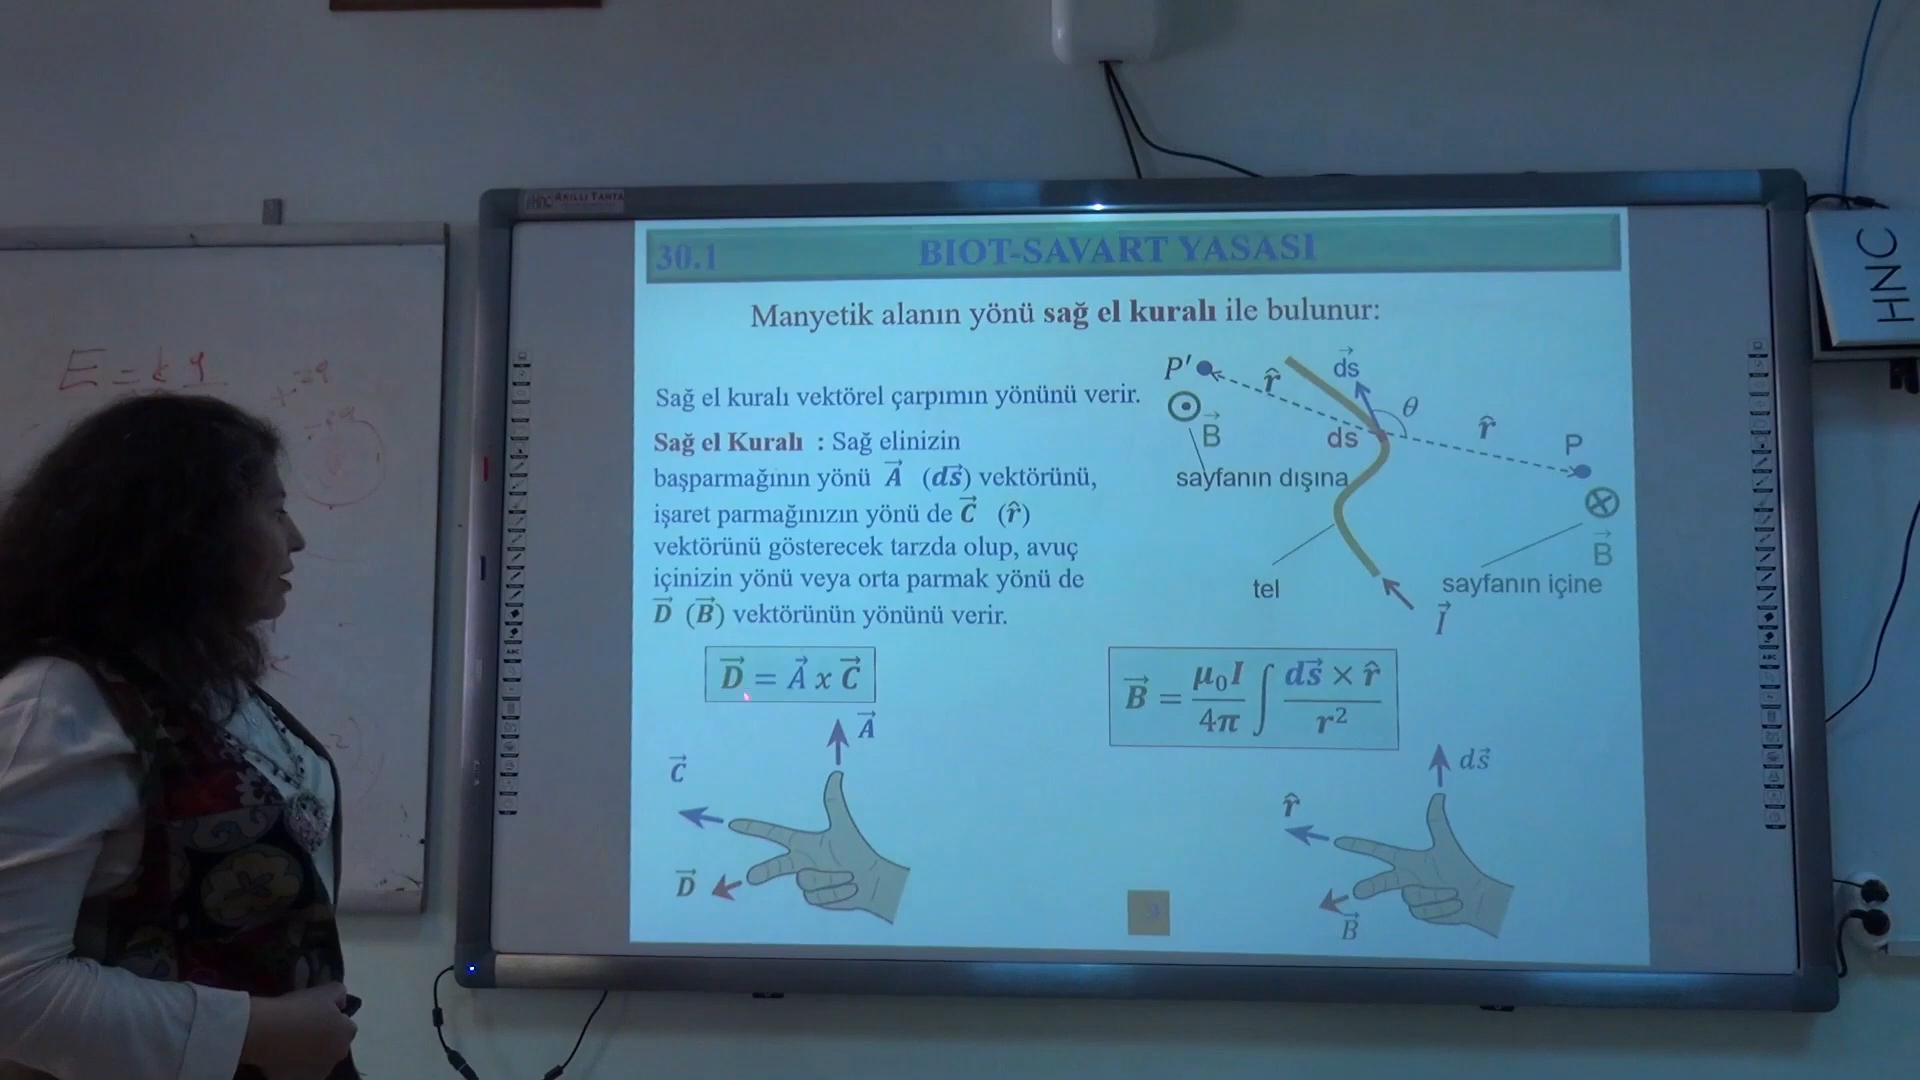 HNC AKILLI TAHTA
HNC
E = k q
30.1 BIOT-SAVART YASASI
Manyetik alanın yönü sağ el kuralı ile bulunur:
Sağ el kuralı vektörel çarpımın yönünü verir.
Sağ el Kuralı : Sağ elinizin
başparmağının yönü A⃗ (ds⃗) vektörünü,
işaret parmağınızın yönü de C⃗ (r̂)
vektörünü gösterecek tarzda olup, avuç
içinizin yönü veya orta parmak yönü de
D⃗ (B⃗) vektörünün yönünü verir.
D⃗ = A⃗ x C⃗
A⃗
C⃗
D⃗
P′
r̂
ds⃗
θ
r̂
P
B⃗
ds
sayfanın dışına
B⃗
tel
sayfanın içine
I⃗
B⃗ = μ₀I/4π ∫ ds⃗ × r̂ / r²
ds⃗
r̂
B⃗